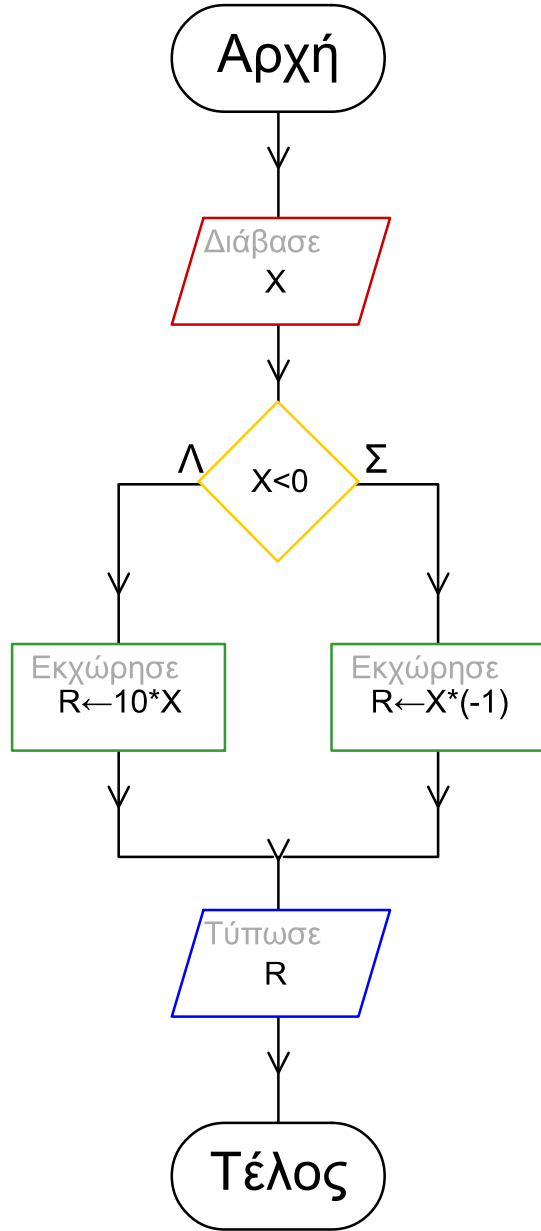 Αρχή
Διάβασε
X
Λ
X<0
Σ
Εκχώρησε
R←10*X
Εκχώρησε
R←X*(-1)
Τύπωσε
R
Τέλος